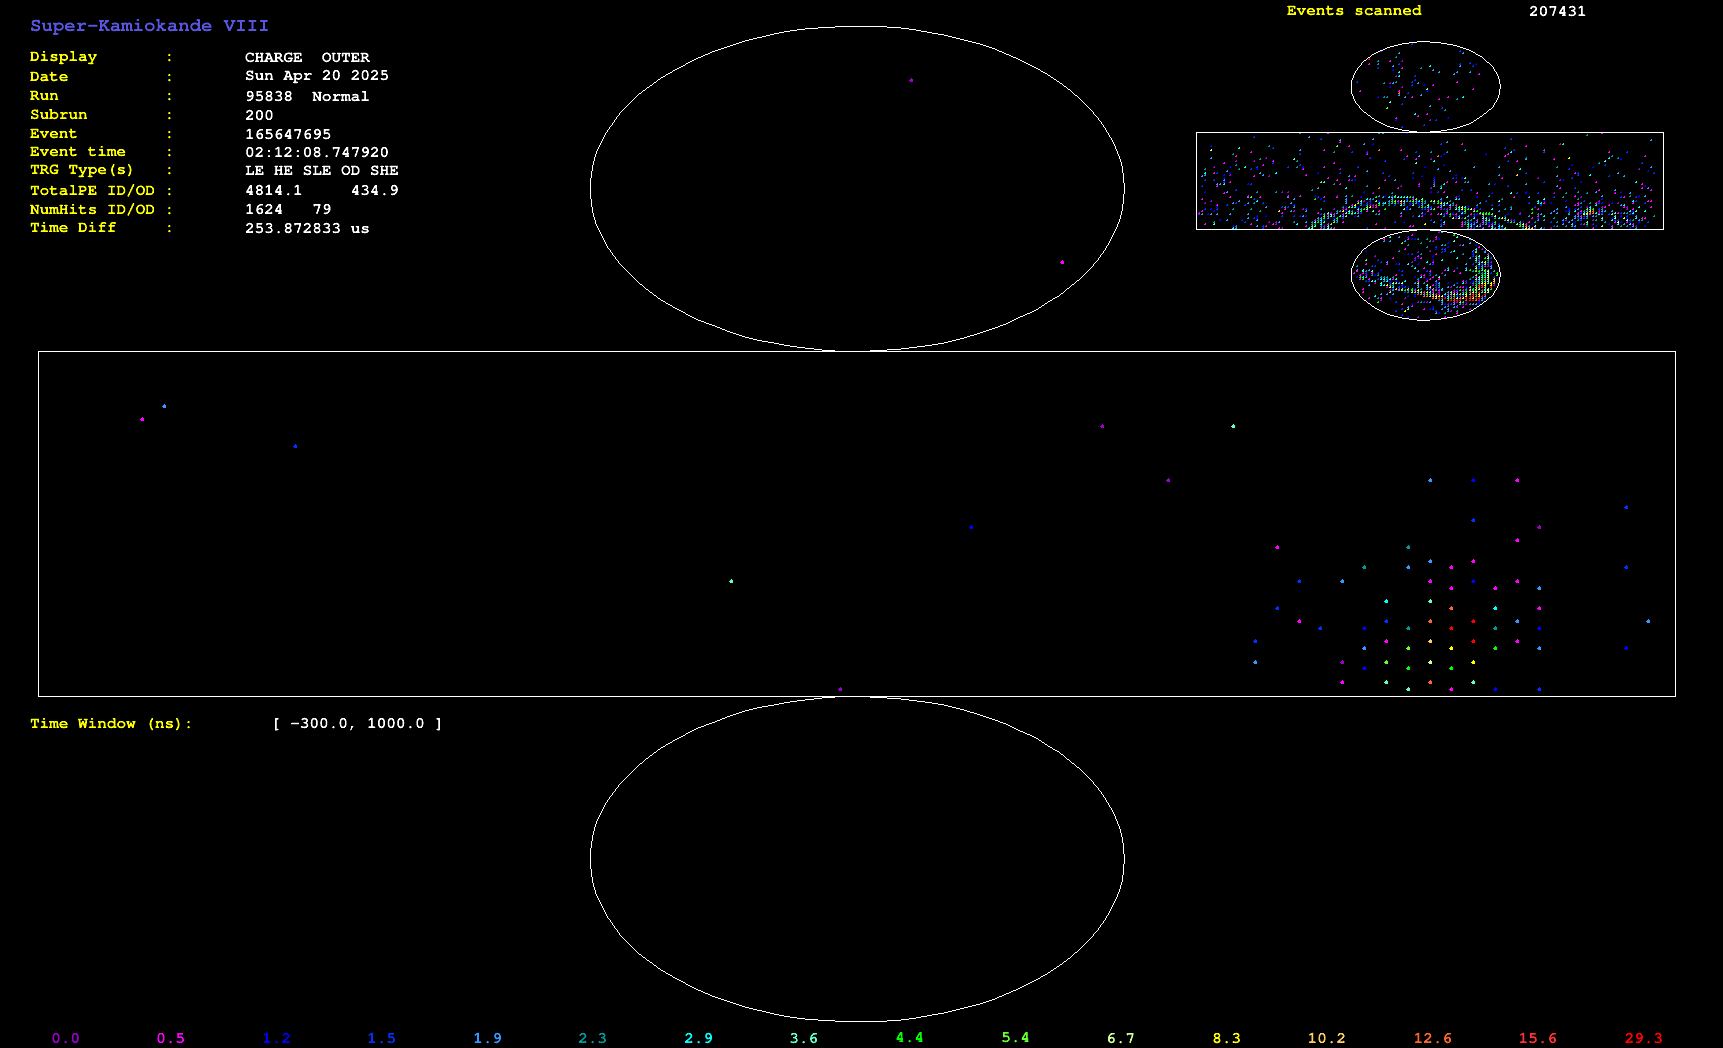 Super-Kamiokande VIII
Display : CHARGE OUTER
Date : Sun Apr 20 2025
Run : 95838 Normal
Subrun : 200
Event : 165647695
Event time : 02:12:08.747920
TRG Type(s) : LE HE SLE OD SHE
TotalPE ID/OD : 4814.1 434.9
NumHits ID/OD : 1624 79
Time Diff : 253.872833 us
Events scanned 207431
Time Window (ns): [ -300.0, 1000.0 ]
0.0 0.5 1.2 1.5 1.9 2.3 2.9 3.6 4.4 5.4 6.7 8.3 10.2 12.6 15.6 29.3